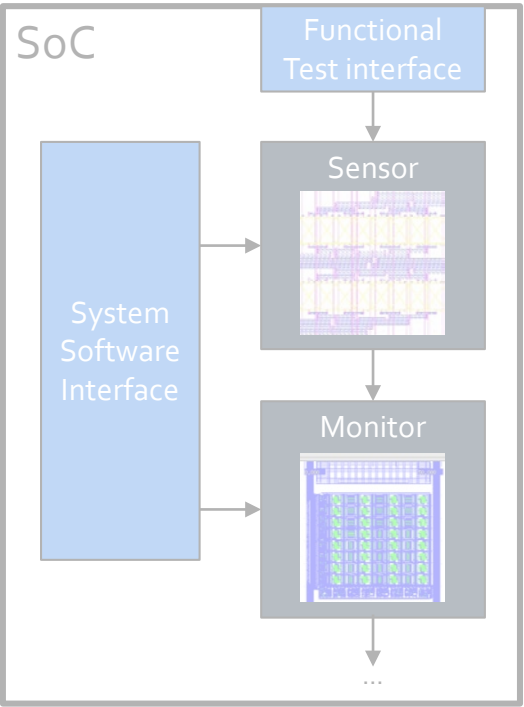 SoC
Functional
Test interface
Sensor
System
Software
Interface
Monitor
...